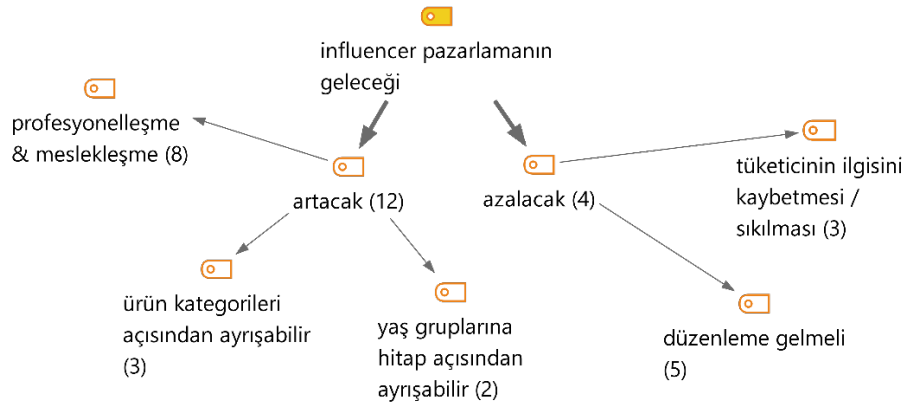 influencer pazarlamanın
geleceği
profesyonelleşme
& meslekleşme (8)
artacak (12)
azalacak (4)
tüketicinin ilgisini
kaybetmesi /
sıkılması (3)
ürün kategorileri
açısından ayrışabilir
(3)
yaş gruplarına
hitap açısından
ayrışabilir (2)
düzenleme gelmeli
(5)